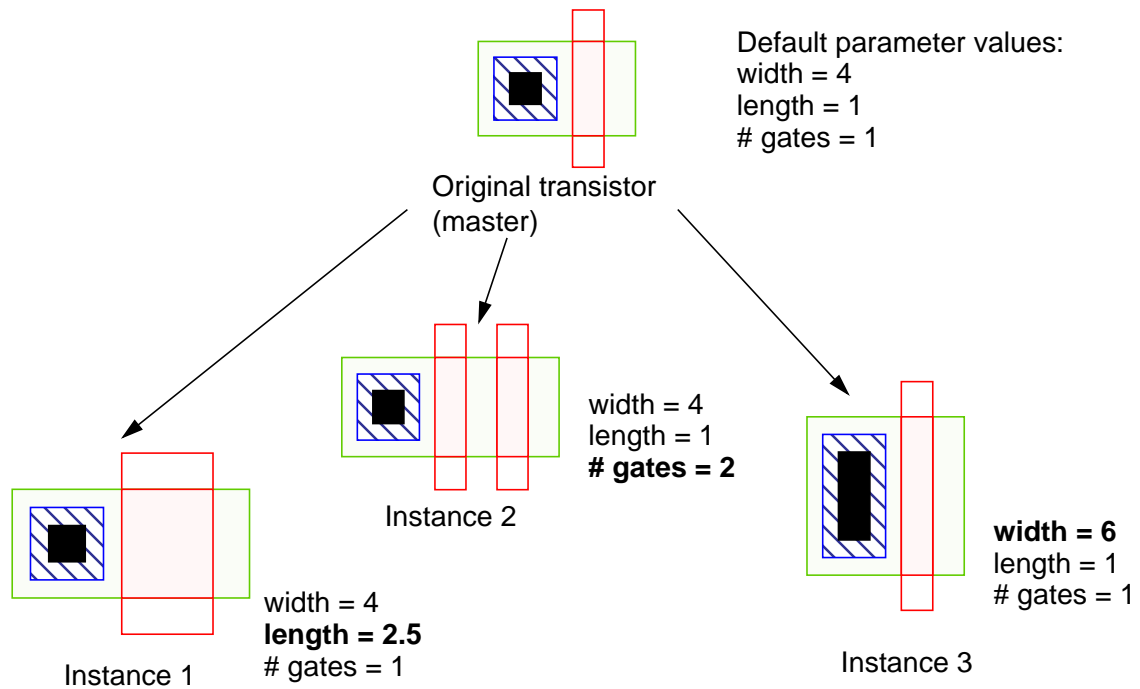 Default parameter values:
width = 4
length = 1
# gates = 1
Original transistor
(master)
width = 4
length = 1
# gates = 2
Instance 2
width = 6
length = 1
# gates = 1
width = 4
length = 2.5
# gates = 1
Instance 1
Instance 3